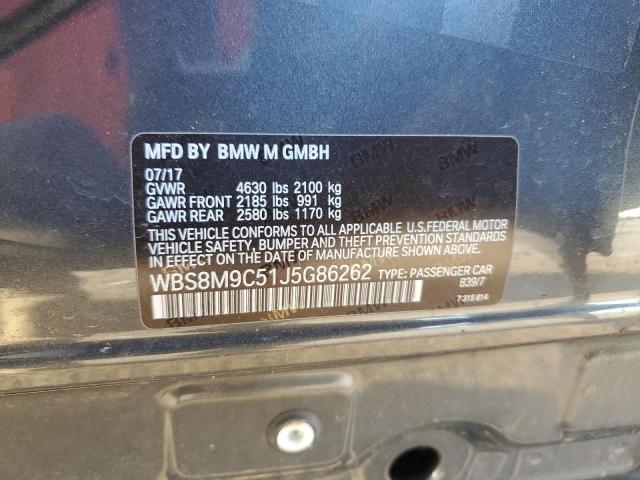 MFD BY BMW M GMBH
07/17
GVWR 4630 lbs 2100 kg
GAWR FRONT 2185 lbs 991 kg
GAWR REAR 2580 lbs 1170 kg
THIS VEHICLE CONFORMS TO ALL APPLICABLE U.S.FEDERAL MOTOR
VEHICLE SAFETY, BUMPER AND THEFT PREVENTION STANDARDS
IN EFFECT ON THE DATE OF MANUFACTURE SHOWN ABOVE.
WBS8M9C51J5G86262 TYPE: PASSENGER CAR
B39/7
7 315 814